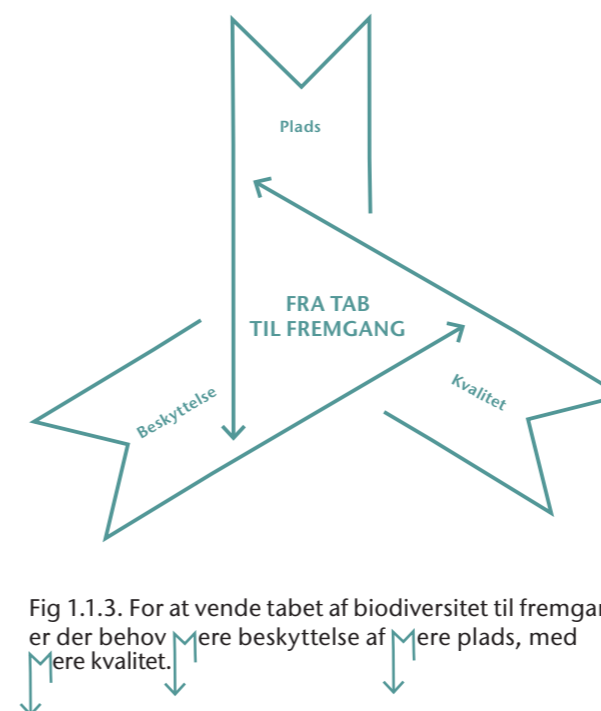 Plads
FRA TAB
TIL FREMGANG
Beskyttelse
Kvalitet
Fig 1.1.3. For at vende tabet af biodiversitet til fremgan
er der behov Mere beskyttelse af Mere plads, med
Mere kvalitet.